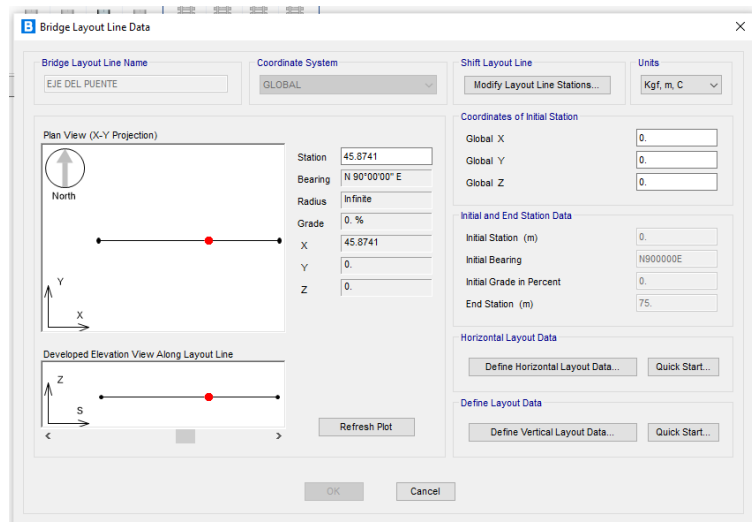 B Bridge Layout Line Data
Bridge Layout Line Name
EJE DEL PUENTE
Coordinate System
GLOBAL
Shift Layout Line
Modify Layout Line Stations...
Units
Kgf, m, C
Plan View (X-Y Projection)
North
Y
X
Station 45.8741
Bearing N 90°00'00" E
Radius Infinite
Grade 0. %
X 45.8741
Y 0.
Z 0.
Coordinates of Initial Station
Global X 0.
Global Y 0.
Global Z 0.
Initial and End Station Data
Initial Station (m) 0.
Initial Bearing N900000E
Initial Grade in Percent 0.
End Station (m) 75.
Developed Elevation View Along Layout Line
Z
S
Refresh Plot
Horizontal Layout Data
Define Horizontal Layout Data... Quick Start...
Define Layout Data
Define Vertical Layout Data... Quick Start...
OK Cancel